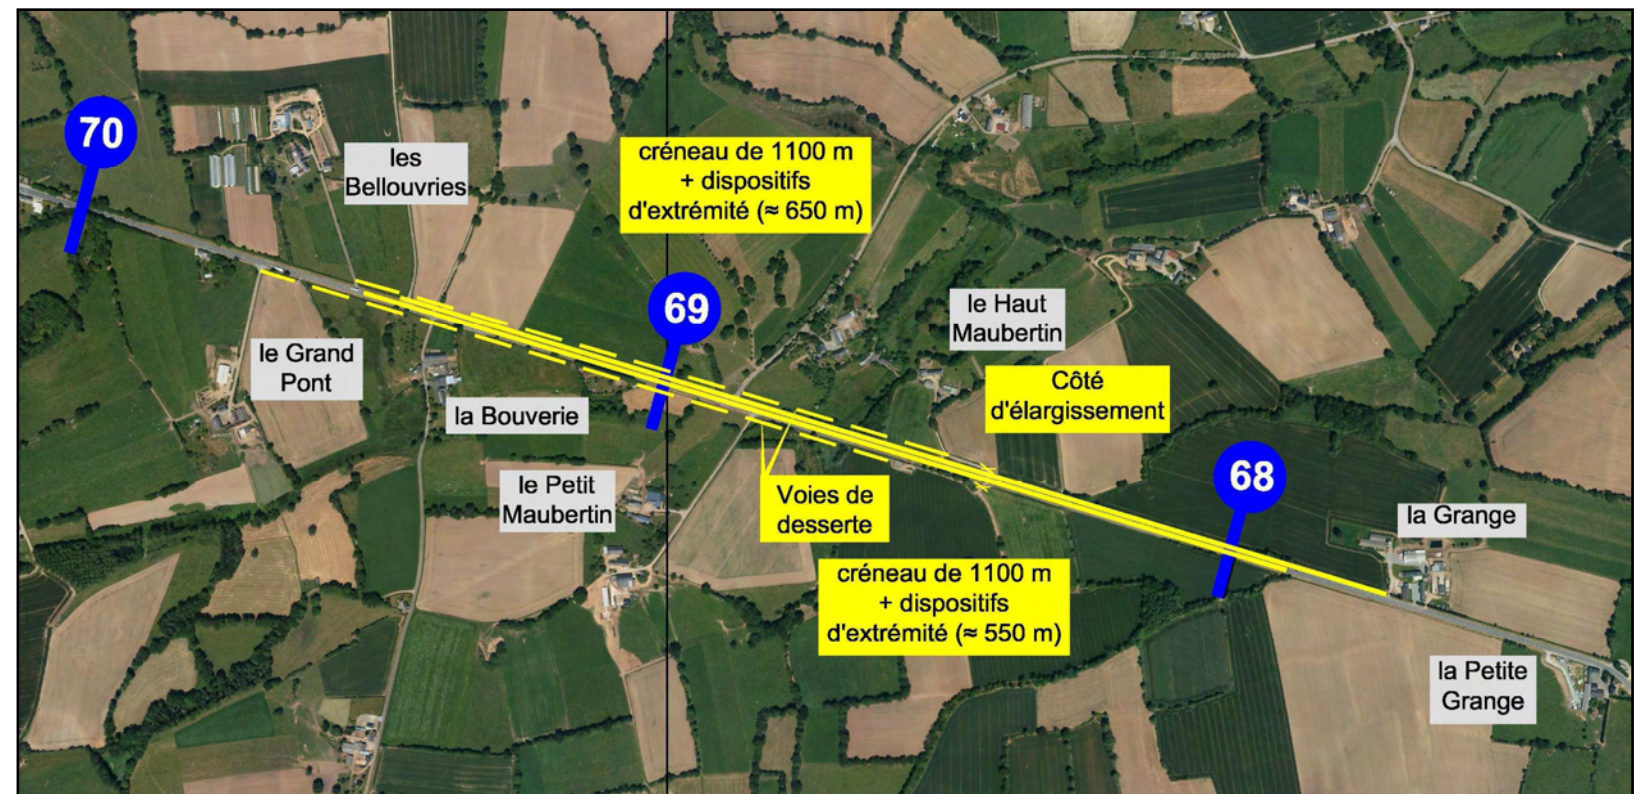 70
les
Bellouvries
créneau de 1100 m
+ dispositifs
d'extrémité (≈ 650 m)
69
le Haut
Maubertin
le Grand
Pont
Côté
d'élargissement
la Bouverie
68
le Petit
Maubertin
Voies de
desserte
la Grange
créneau de 1100 m
+ dispositifs
d'extrémité (≈ 550 m)
la Petite
Grange